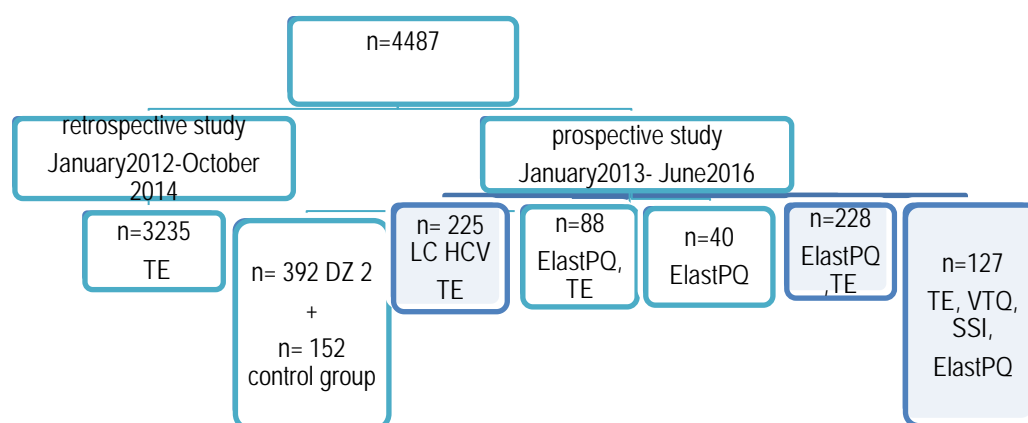 n=4487
retrospective study
January2012-October
2014
prospective study
January2013- June2016
n=3235
TE
n= 392 DZ 2
+
n= 152
control group
n= 225
LC HCV
TE
n=88
ElastPQ,
TE
n=40
ElastPQ
n=228
ElastPQ
,TE
n=127
TE, VTQ,
SSI,
ElastPQ